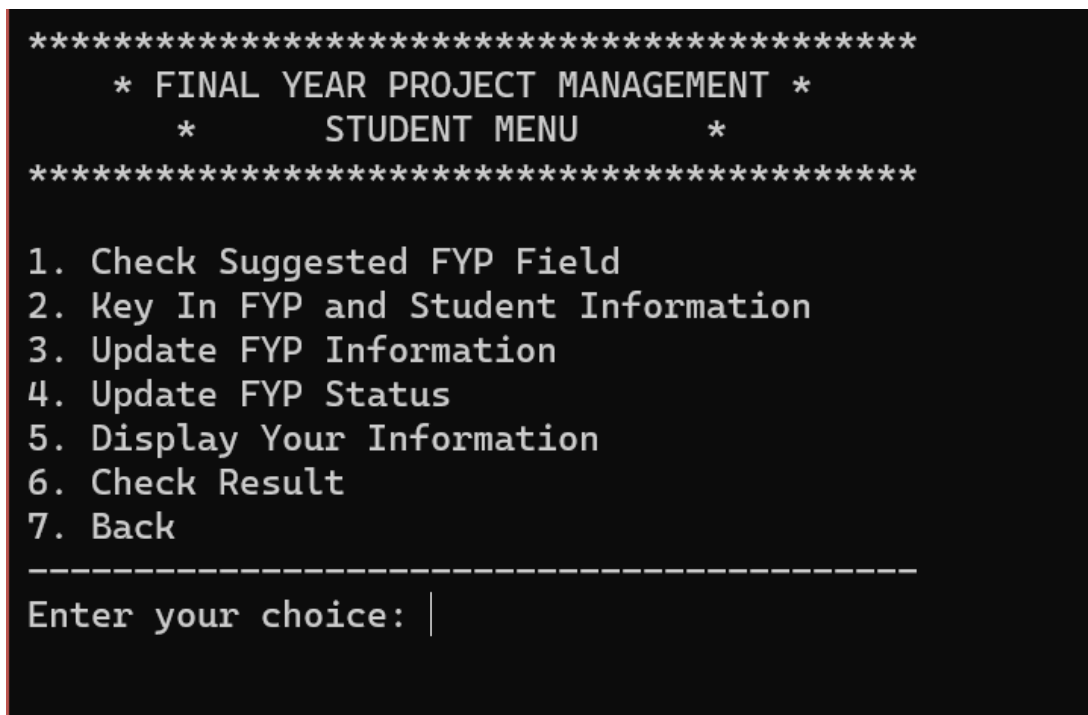 ******************************************
* FINAL YEAR PROJECT MANAGEMENT *
* STUDENT MENU *
******************************************
1. Check Suggested FYP Field
2. Key In FYP and Student Information
3. Update FYP Information
4. Update FYP Status
5. Display Your Information
6. Check Result
7. Back
------------------------------------------
Enter your choice: